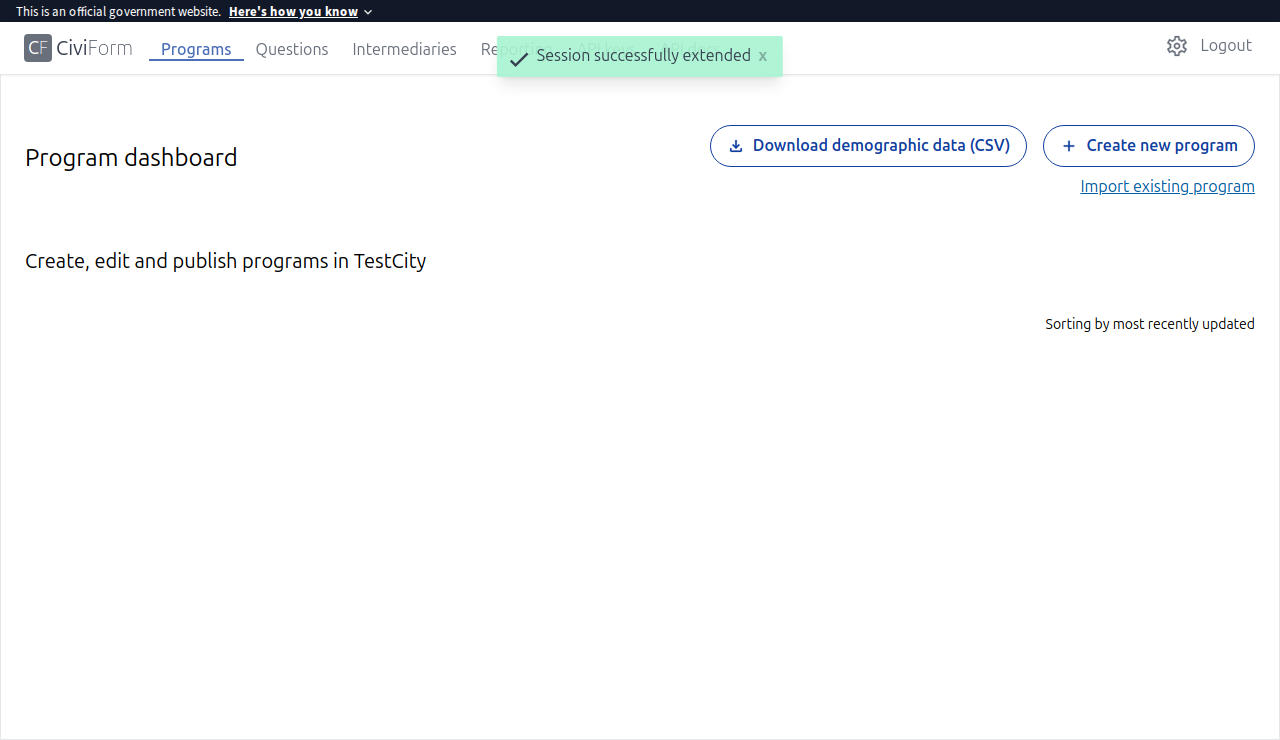 This is an official government website. Here's how you know
CF CiviForm Programs Questions Intermediaries
Session successfully extended x
Logout
Program dashboard
Download demographic data (CSV)
Create new program
Import existing program
Create, edit and publish programs in TestCity
Sorting by most recently updated